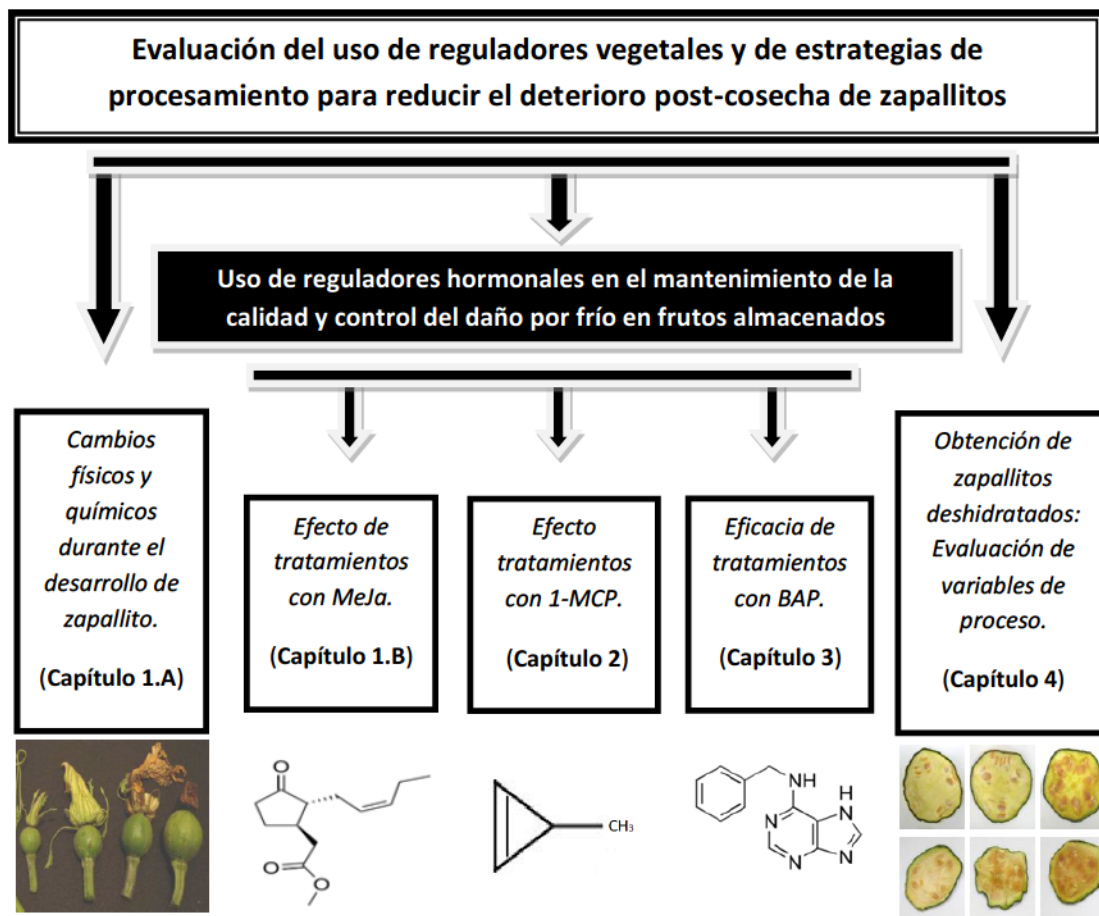 Evaluación del uso de reguladores vegetales y de estrategias de
procesamiento para reducir el deterioro post-cosecha de zapallitos
Uso de reguladores hormonales en el mantenimiento de la
calidad y control del daño por frío en frutos almacenados
Cambios
físicos y
químicos
durante el
desarrollo de
zapallito.
(Capítulo 1.A)
Efecto de
tratamientos
con MeJa.
(Capítulo 1.B)
Efecto
tratamientos
con 1-MCP.
(Capítulo 2)
Eficacia de
tratamientos
con BAP.
(Capítulo 3)
Obtención de
zapallitos
deshidratados:
Evaluación de
variables de
proceso.
(Capítulo 4)
O
O
O
CH₃
NH
H
N
N
N
N